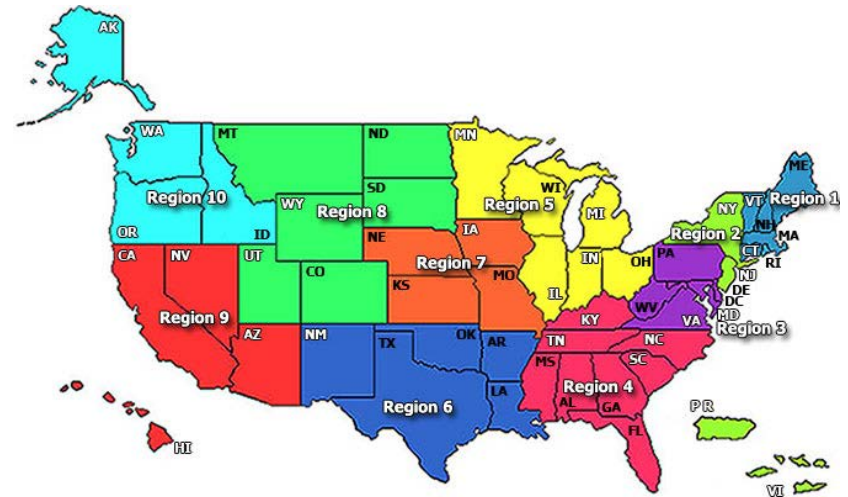 AK
WA
MT
ND
MN
ME
Region 10
SD
WI
VT
Region 1
WY
Region 8
Region 5
MI
NY
NH
OR
ID
NE
IA
Region 2
MA
CT
CA
NV
UT
Region 7
PA
RI
CO
MO
IL
IN
OH
NJ
KS
DE
WV
DC
Region 9
MD
VA
KY
Region 3
AZ
NM
OK
AR
TN
NC
TX
MS
SC
Region 6
LA
Region 4
AL
GA
PR
FL
HI
VI